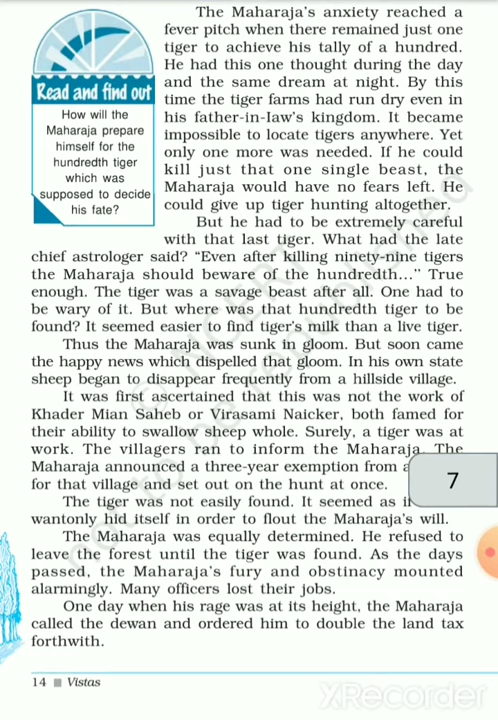 The Maharaja's anxiety reached a
fever pitch when there remained just one
tiger to achieve his tally of a hundred.
He had this one thought during the day
and the same dream at night. By this
time the tiger farms had run dry even in
his father-in-law's kingdom. It became
impossible to locate tigers anywhere. Yet
only one more was needed. If he could
kill just that one single beast, the
Maharaja would have no fears left. He
could give up tiger hunting altogether.
Read and find out
How will the
Maharaja prepare
himself for the
hundredth tiger
which was
supposed to decide
his fate?
But he had to be extremely careful
with that last tiger. What had the late
chief astrologer said? “Even after killing ninety-nine tigers
the Maharaja should beware of the hundredth...” True
enough. The tiger was a savage beast after all. One had to
be wary of it. But where was that hundredth tiger to be
found? It seemed easier to find tiger's milk than a live tiger.
Thus the Maharaja was sunk in gloom. But soon came
the happy news which dispelled that gloom. In his own state
sheep began to disappear frequently from a hillside village.
It was first ascertained that this was not the work of
Khader Mian Saheb or Virasami Naicker, both famed for
their ability to swallow sheep whole. Surely, a tiger was at
work. The villagers ran to inform the Maharaja. The
Maharaja announced a three-year exemption from
for that village and set out on the hunt at once.
7
The tiger was not easily found. It seemed as
wantonly hid itself in order to flout the Maharaja's will.
The Maharaja was equally determined. He refused to
leave the forest until the tiger was found. As the days
passed, the Maharaja's fury and obstinacy mounted
alarmingly. Many officers lost their jobs.
One day when his rage was at its height, the Maharaja
called the dewan and ordered him to double the land tax
forthwith.
14 ■ Vistas
XRecorder
© NCERT
not to be republished